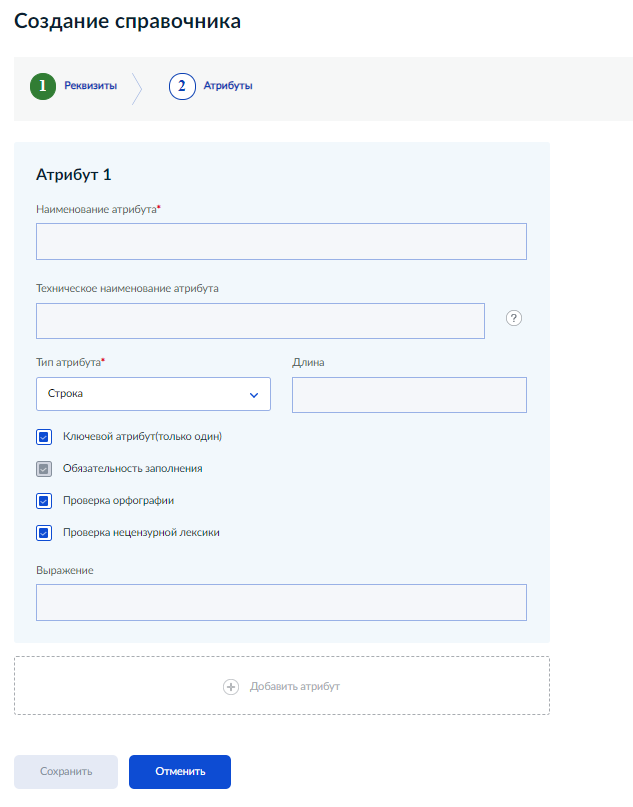 Создание справочника
1 Реквизиты 2 Атрибуты
Атрибут 1
Наименование атрибута*
Техническое наименование атрибута
?
Тип атрибута* Длина
Строка
Ключевой атрибут(только один)
Обязательность заполнения
Проверка орфографии
Проверка нецензурной лексики
Выражение
Добавить атрибут
Сохранить Отменить